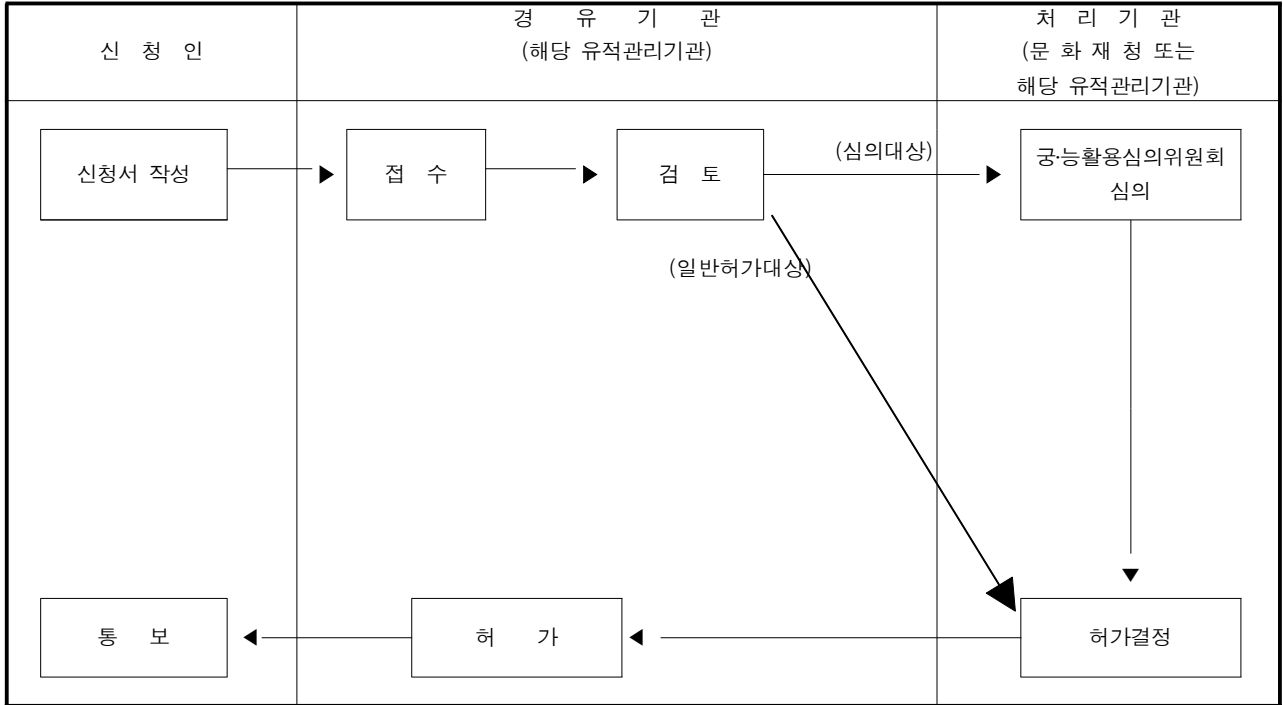 신 청 인
경 유 기 관
(해당 유적관리기관)
처 리 기 관
(문 화 재 청 또는
해당 유적관리기관)
신청서 작성
접 수
검 토
(심의대상)
궁·능활용심의위원회
심의
(일반허가대상)
통 보
허 가
허가결정